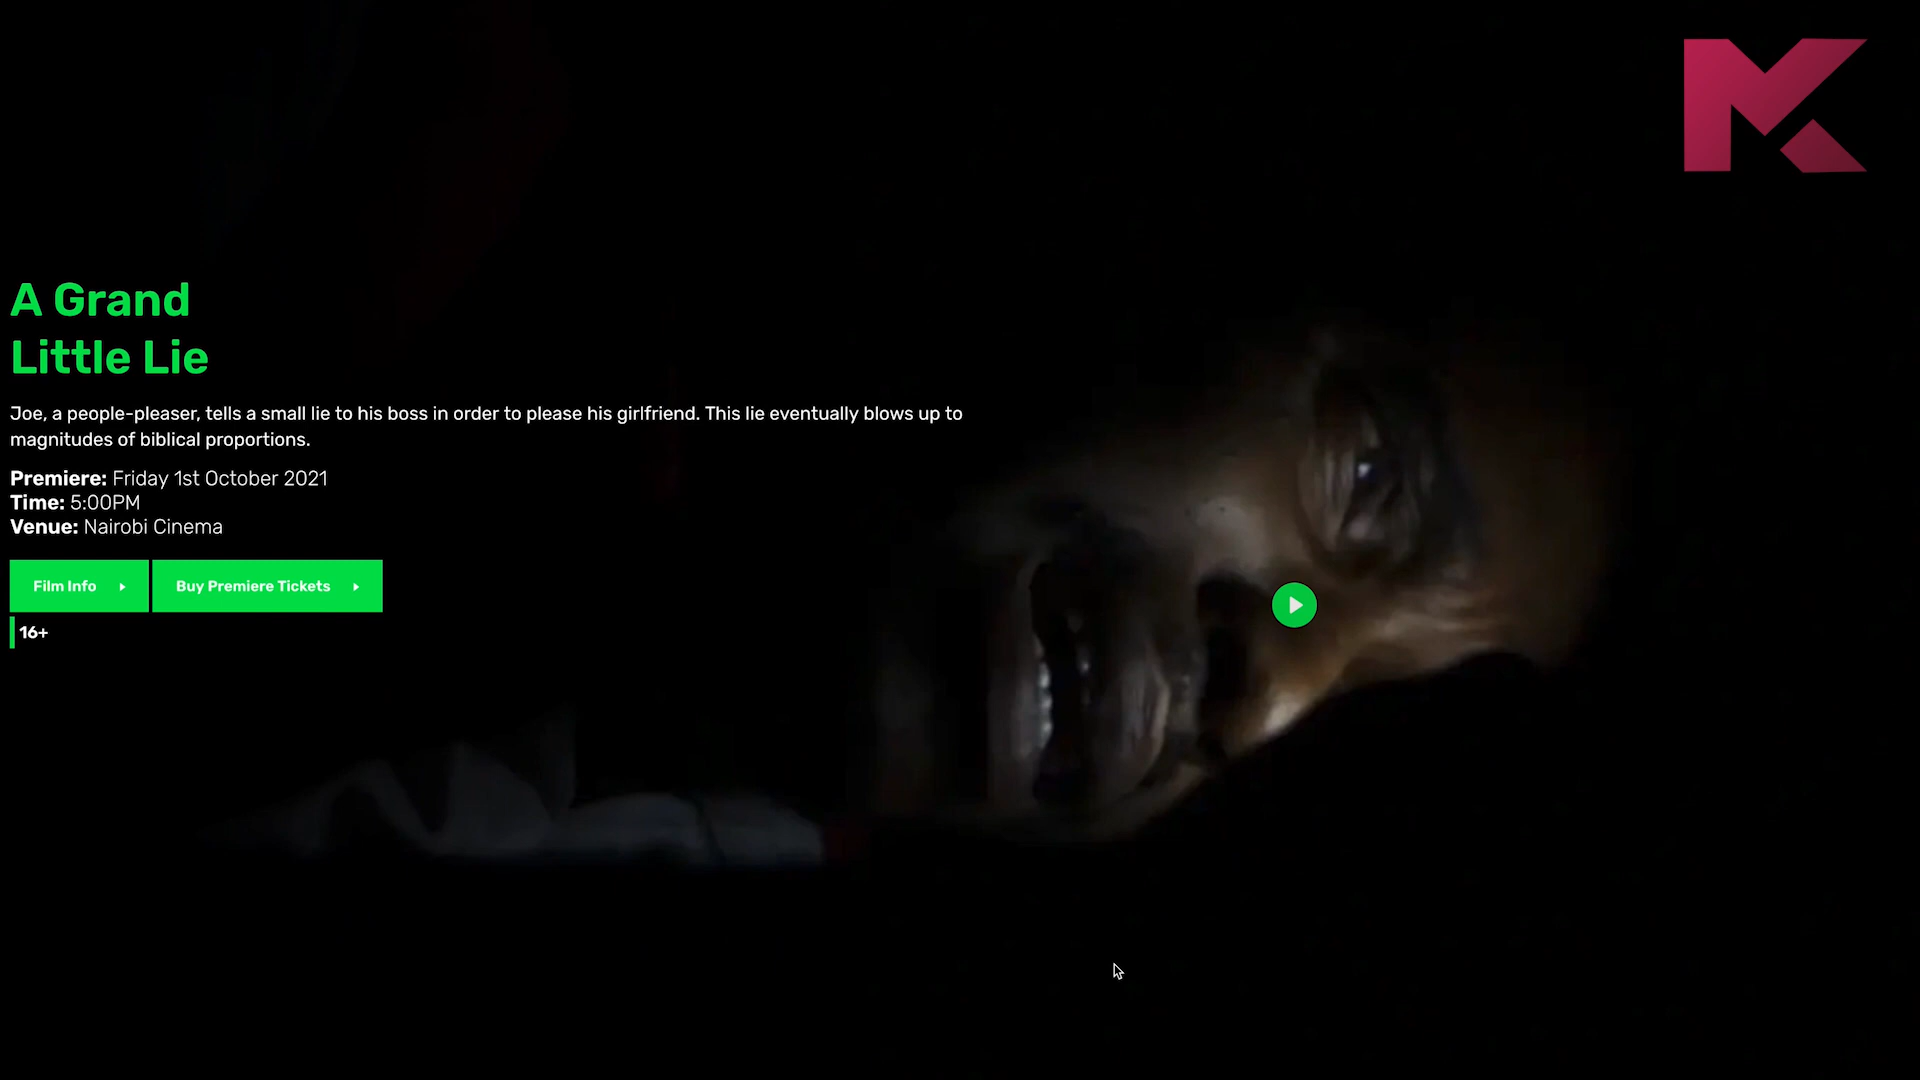 A Grand
Little Lie
Joe, a people-pleaser, tells a small lie to his boss in order to please his girlfriend. This lie eventually blows up to
magnitudes of biblical proportions.
Premiere: Friday 1st October 2021
Time: 5:00PM
Venue: Nairobi Cinema
Film Info
Buy Premiere Tickets
16+